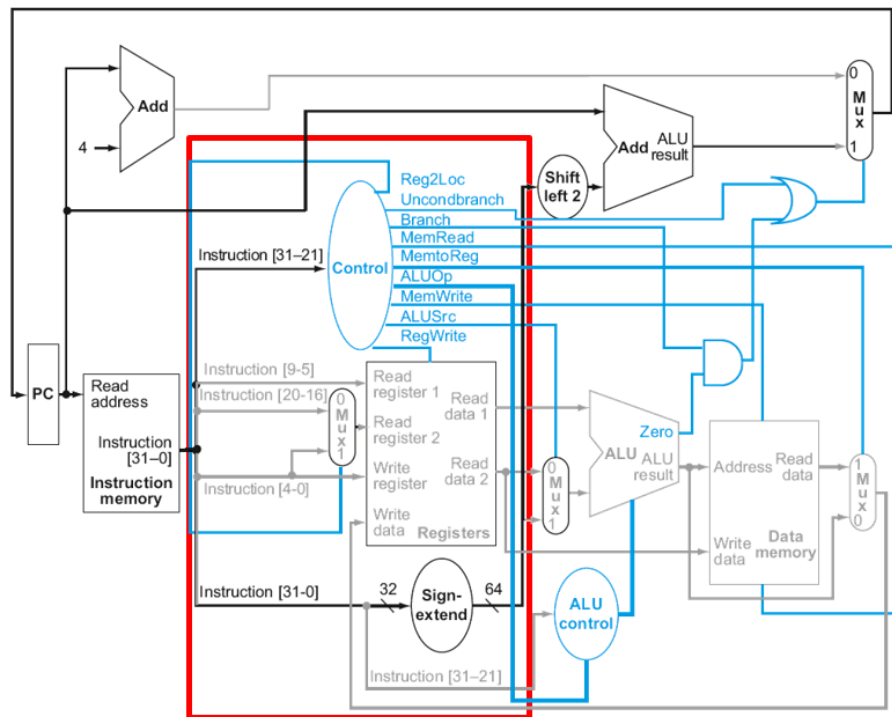 0
Mux
1
Add
4
Add
ALU
result
Shift
left 2
Reg2Loc
Uncondbranch
Branch
MemRead
MemtoReg
ALUOp
MemWrite
ALUSrc
RegWrite
Control
Instruction [31–21]
PC
Read
address
Instruction
[31–0]
Instruction
memory
Instruction [9-5]
Instruction [20-16]
Instruction [4-0]
0
Mux
1
Read
register 1
Read
register 2
Write
register
Write
data
Read
data 1
Read
data 2
Registers
0
Mux
1
Zero
ALU
ALU
result
Address
Read
data
Write
data
Data
memory
1
Mux
0
Instruction [31-0]
32
Sign-
extend
64
ALU
control
Instruction [31–21]